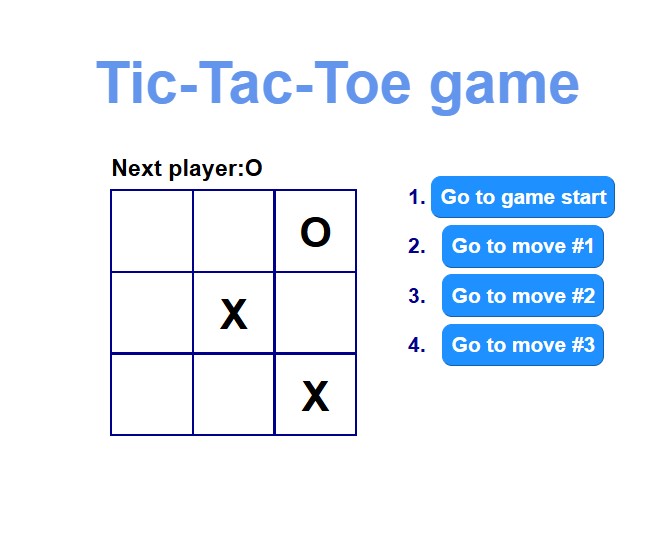 Tic-Tac-Toe game
Next player:O
O
X
X
1. Go to game start
2. Go to move #1
3. Go to move #2
4. Go to move #3